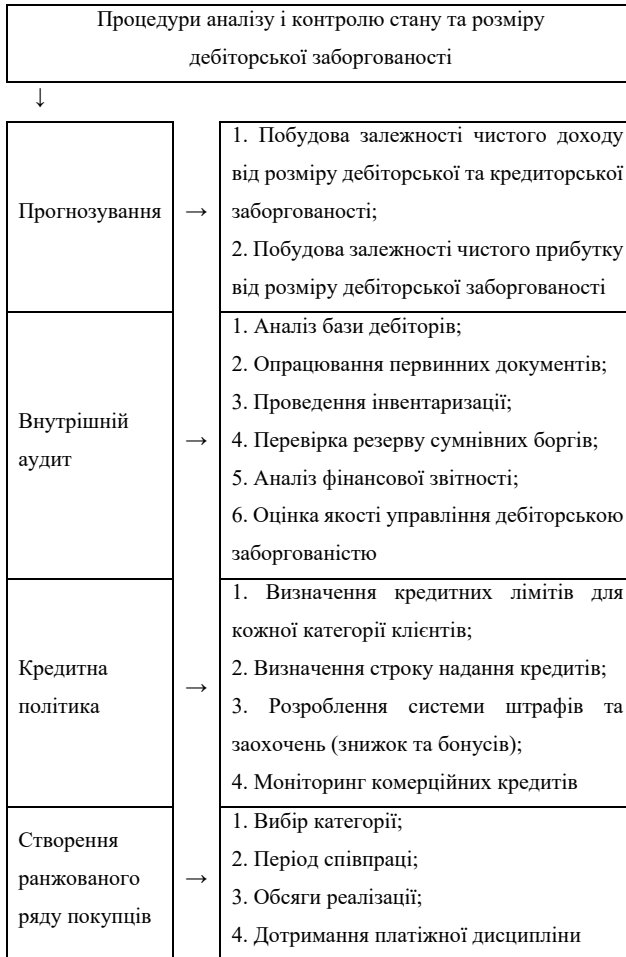 Процедури аналізу і контролю стану та розміру
дебіторської заборгованості
↓
Прогнозування
→
1. Побудова залежності чистого доходу
від розміру дебіторської та кредиторської
заборгованості;
2. Побудова залежності чистого прибутку
від розміру дебіторської заборгованості
Внутрішній
аудит
→
1. Аналіз бази дебіторів;
2. Опрацювання первинних документів;
3. Проведення інвентаризації;
4. Перевірка резерву сумнівних боргів;
5. Аналіз фінансової звітності;
6. Оцінка якості управління дебіторською
заборгованістю
Кредитна
політика
→
1. Визначення кредитних лімітів для
кожної категорії клієнтів;
2. Визначення строку надання кредитів;
3. Розроблення системи штрафів та
заохочень (знижок та бонусів);
4. Моніторинг комерційних кредитів
Створення
ранжованого
ряду покупців
→
1. Вибір категорії;
2. Період співпраці;
3. Обсяги реалізації;
4. Дотримання платіжної дисципліни